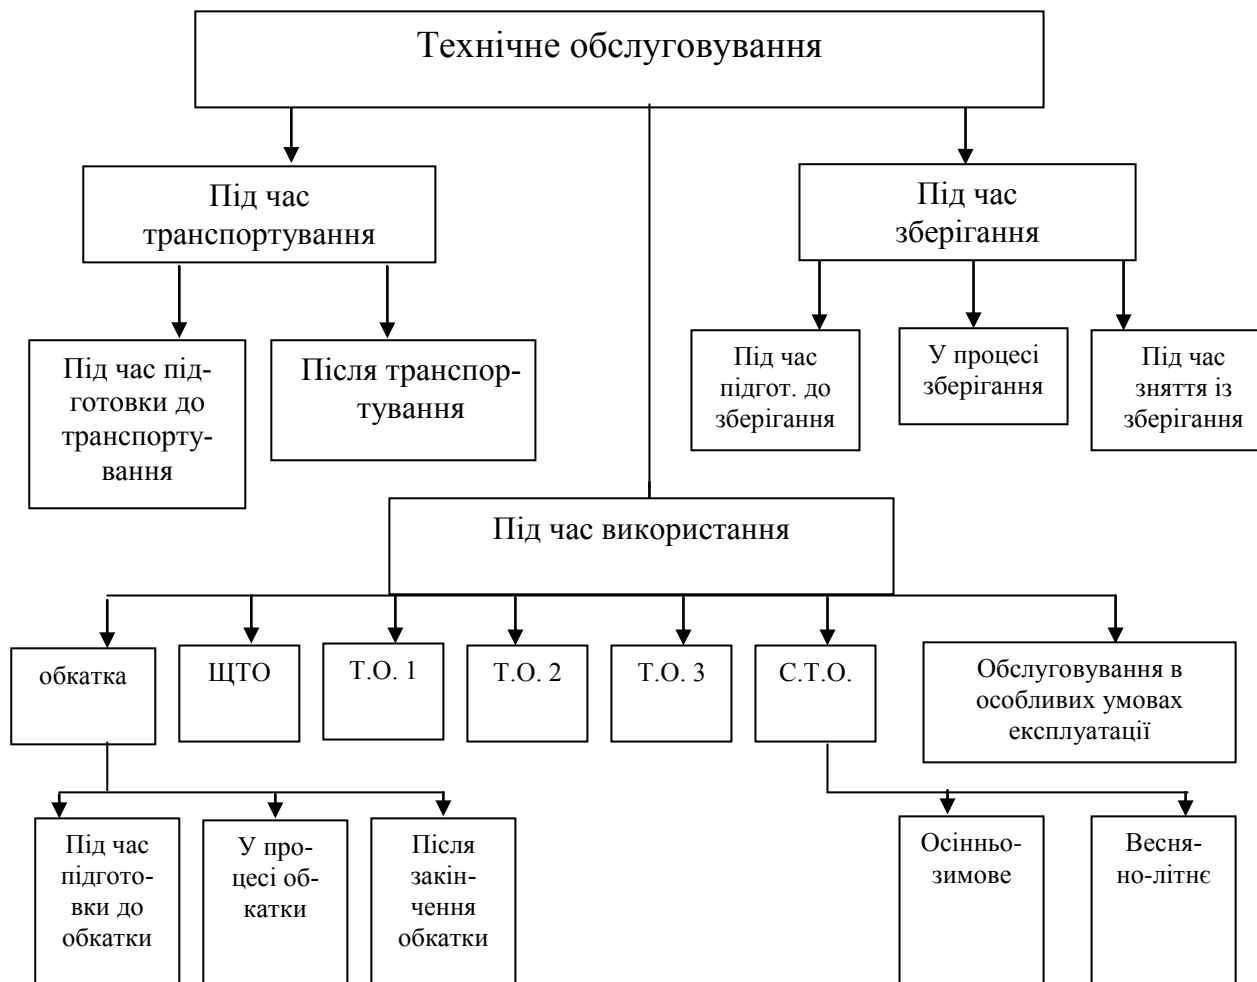 Технічне обслуговування
Під час
транспортування
Під час
зберігання
Під час під-
готовки до
транспорту-
вання
Після транспор-
тування
Під час
підгот. до
зберігання
У процесі
зберігання
Під час
зняття із
зберігання
Під час використання
обкатка
ЩТО
Т.О. 1
Т.О. 2
Т.О. 3
С.Т.О.
Обслуговування в
особливих умовах
експлуатації
Під час
підгото-
вки до
обкатки
У про-
цесі об-
катки
Після
закін-
чення
обкатки
Осінньо-
зимове
Весня-
но-літнє